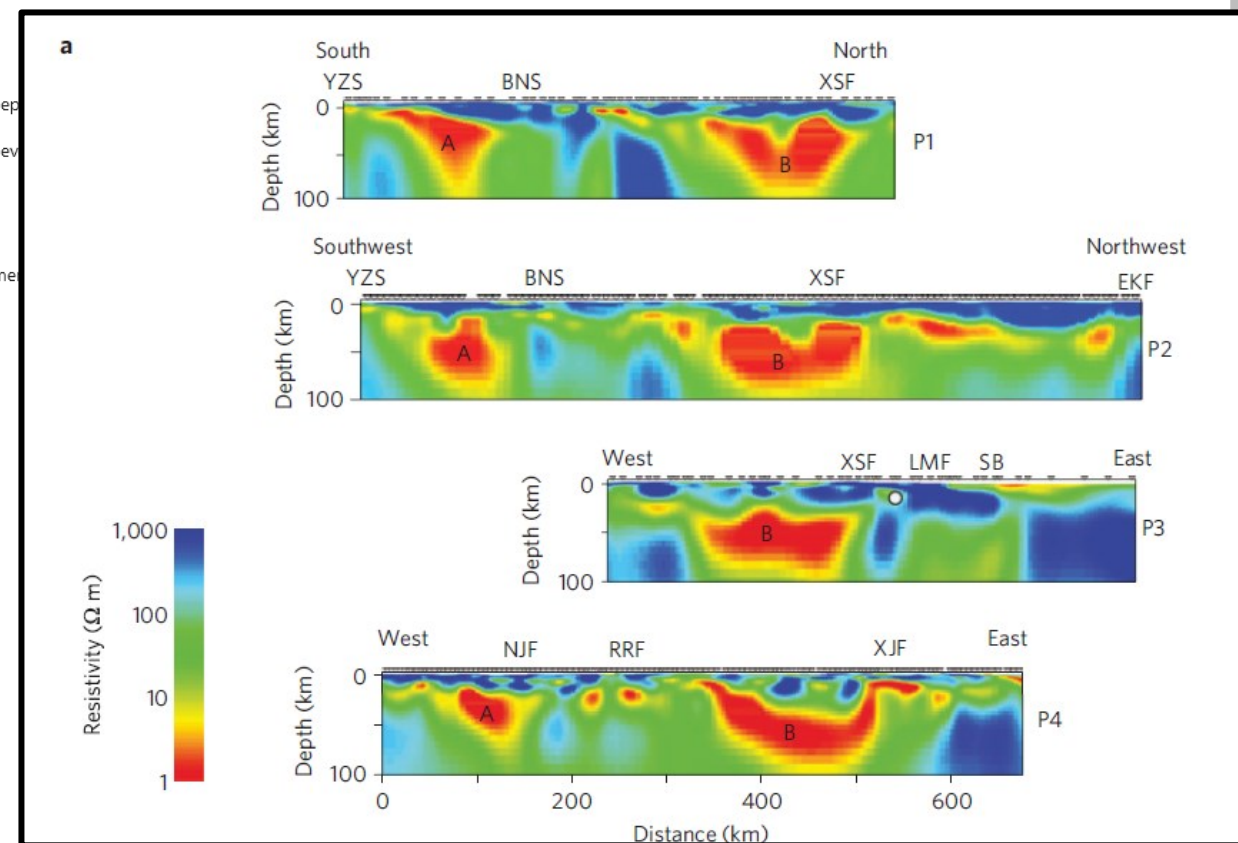 a
South North
YZS BNS XSF
0
Depth (km)
100
A
B
P1
Southwest Northwest
YZS BNS XSF EKF
0
Depth (km)
100
A
B
P2
West XSF LMF SB East
0
Depth (km)
100
B
P3
West NJF RRF XJF East
0
Depth (km)
100
A
B
P4
0 200 400 600
Distance (km)
1,000
100
10
1
Resistivity (Ω m)